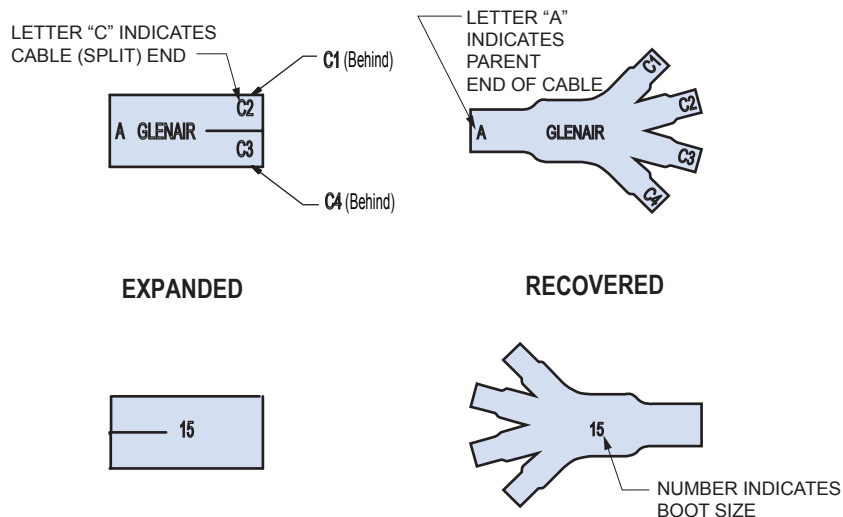 LETTER “C” INDICATES
CABLE (SPLIT) END
C1 (Behind)
C2
A GLENAIR
C3
C4 (Behind)
LETTER “A”
INDICATES
PARENT
END OF CABLE
C1
C2
A GLENAIR
C3
C4
EXPANDED
RECOVERED
15
15
NUMBER INDICATES
BOOT SIZE